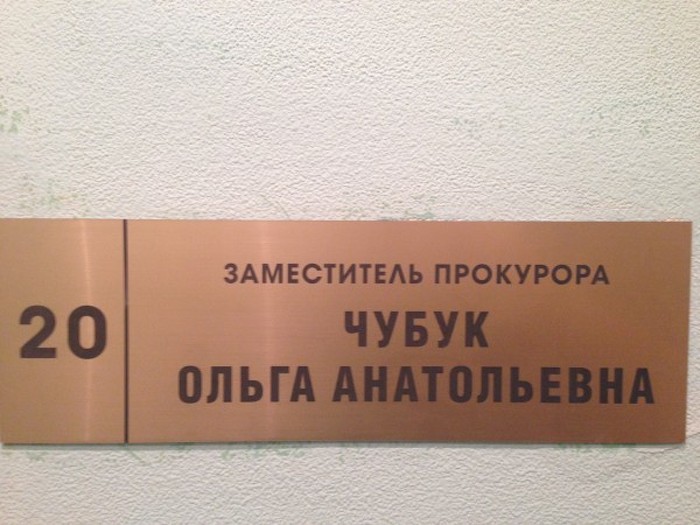 20
ЗАМЕСТИТЕЛЬ ПРОКУРОРА
ЧУБУК
ОЛЬГА АНАТОЛЬЕВНА